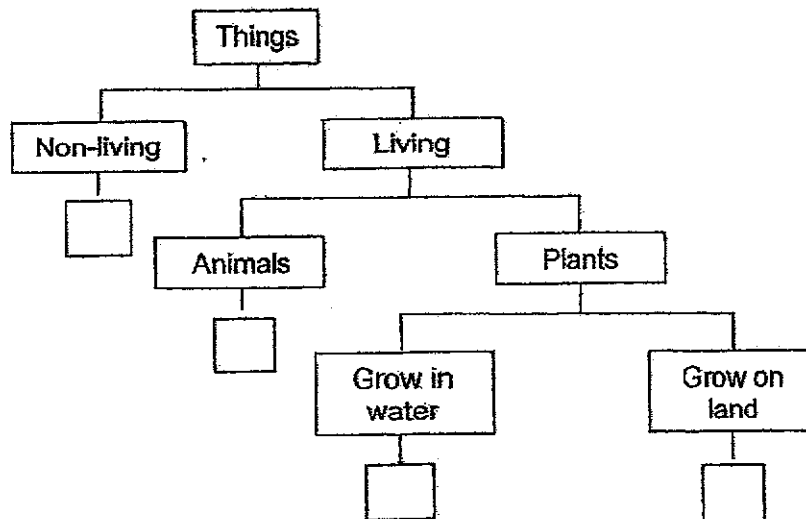 Things
Non-living
Living
Animals
Plants
Grow in
water
Grow on
land